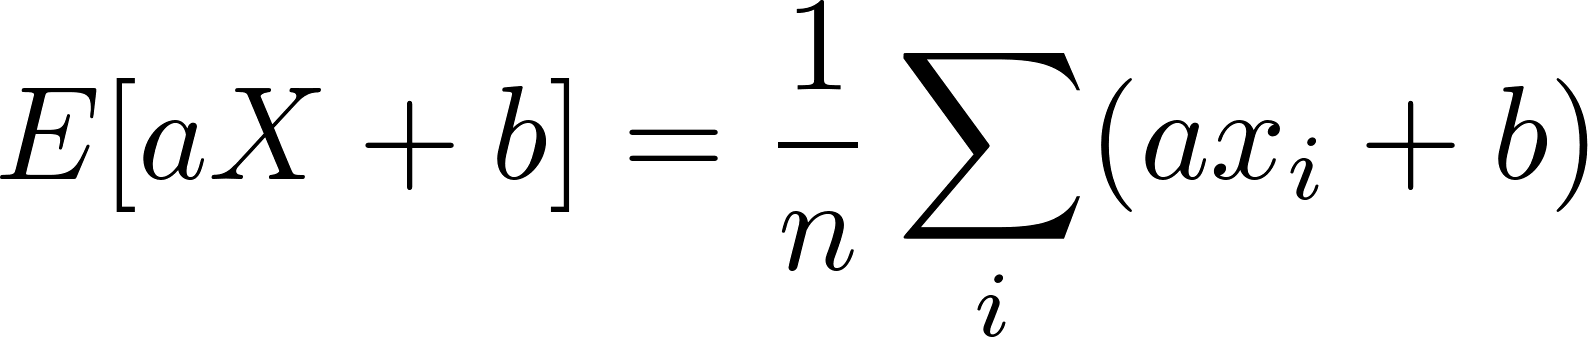 E[aX + b] = \frac{1}{n} \sum_{i} (ax_i + b)